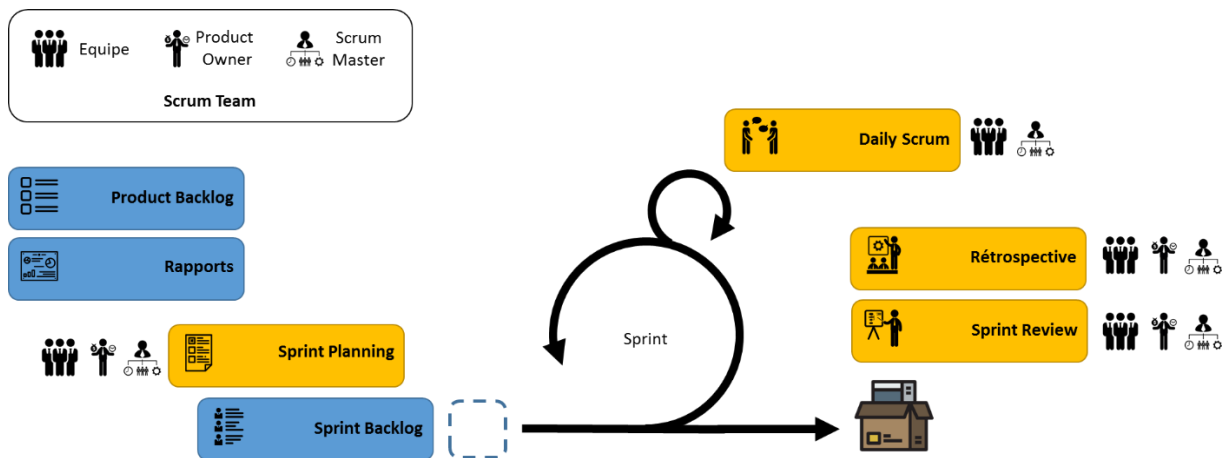 Equipe
Product
Owner
Scrum
Master
Scrum Team
Daily Scrum
Product Backlog
Rapports
Rétrospective
Sprint Planning
Sprint
Sprint Review
Sprint Backlog